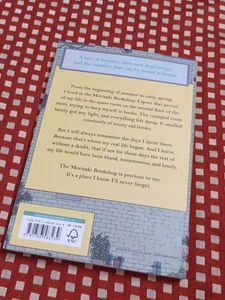 A tale of families, love, new beginnings,
and the comfort that can be found in books.
From the beginning of summer to early spring,
I lived at the Morisaki Bookshop. I spent that period
of my life in the spare room on the second floor of the
store, trying to bury myself in books. The cramped room
barely got any light, and everything felt damp. It smelled
constantly of musty old books.
But I will always remember the days I spent there.
Because that's where my real life began. And I know,
without a doubt, that if not for those days, the rest of
my life would have been bland, monotonous, and lonely.
The Morisaki Bookshop is precious to me.
It's a place I know I'll never forget.
FSC